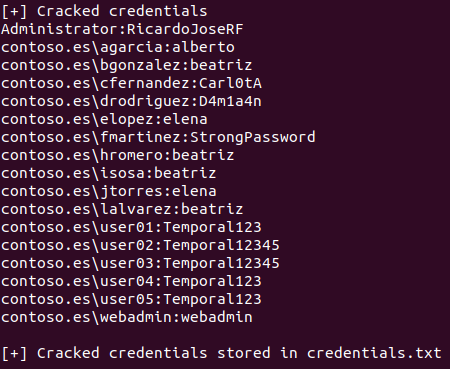 [+] Cracked credentials
Administrator:RicardoJoseRF
contoso.es\agarcia:alberto
contoso.es\bgonzalez:beatriz
contoso.es\cfernandez:Carl0tA
contoso.es\drodriguez:D4m1a4n
contoso.es\elopez:elena
contoso.es\fmartinez:StrongPassword
contoso.es\hromero:beatriz
contoso.es\isosa:beatriz
contoso.es\jtorres:elena
contoso.es\lalvarez:beatriz
contoso.es\user01:Temporal123
contoso.es\user02:Temporal12345
contoso.es\user03:Temporal12345
contoso.es\user04:Temporal123
contoso.es\user05:Temporal123
contoso.es\webadmin:webadmin
[+] Cracked credentials stored in credentials.txt